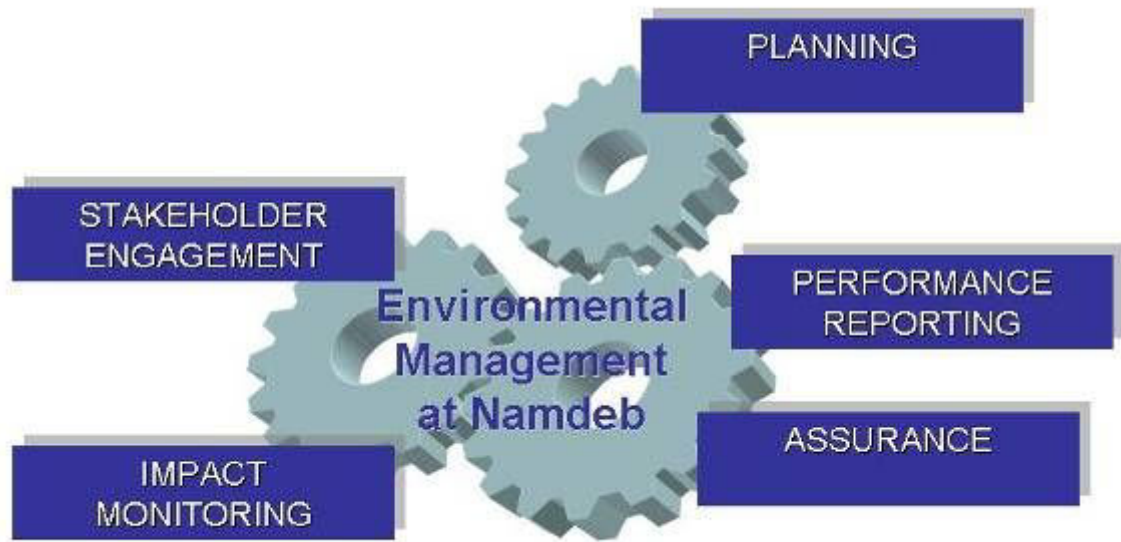 PLANNING
STAKEHOLDER
ENGAGEMENT
Environmental
Management
at Namdeb
PERFORMANCE
REPORTING
ASSURANCE
IMPACT
MONITORING